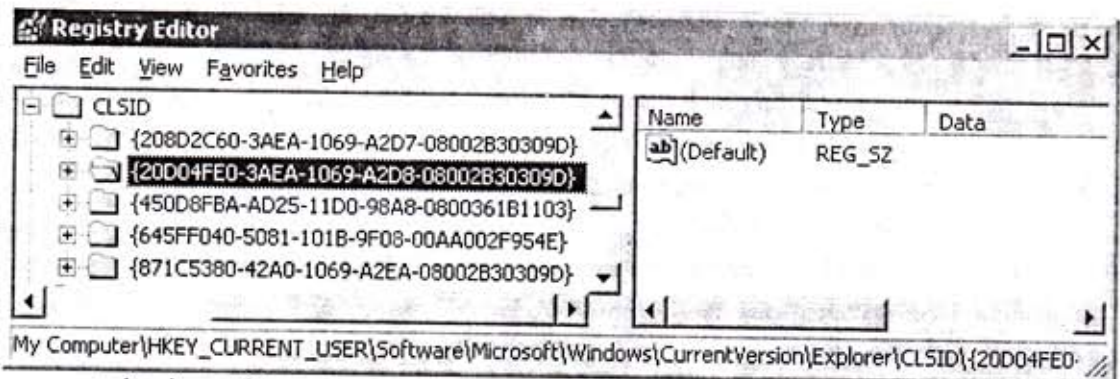 Registry Editor
File Edit View Favorites Help
CLSID
{208D2C60-3AEA-1069-A2D7-08002B30309D}
{20D04FE0-3AEA-1069-A2D8-08002B30309D}
{450D8FBA-AD25-11D0-98A8-0800361B1103}
{645FF040-5081-101B-9F08-00AA002F954E}
{871C5380-42A0-1069-A2EA-08002B30309D}
Name Type Data
ab (Default) REG_SZ
My Computer\HKEY_CURRENT_USER\Software\Microsoft\Windows\CurrentVersion\Explorer\CLSID\{20D04FE0-